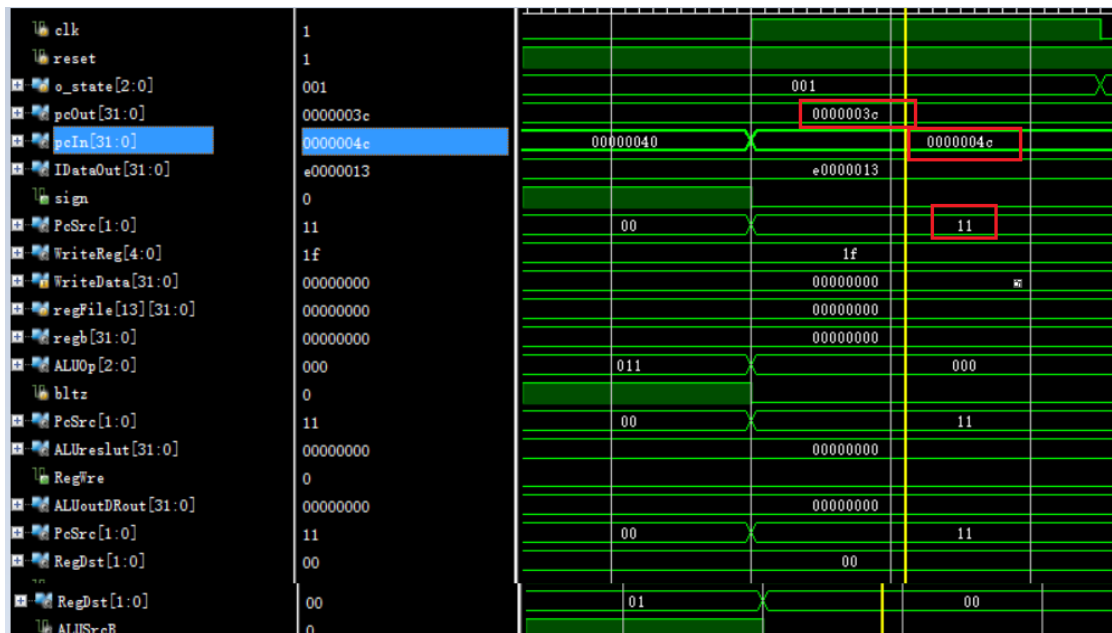 clk 1
reset 1
o_state[2:0] 001 001
pcOut[31:0] 0000003c 0000003c
pcIn[31:0] 0000004c 00000040 0000004c
IDataOut[31:0] e0000013 e0000013
sign 0
PcSrc[1:0] 11 00 11
WriteReg[4:0] 1f 1f
WriteData[31:0] 00000000 00000000
regFile[13][31:0] 00000000 00000000
regb[31:0] 00000000 00000000
ALUOp[2:0] 000 011 000
bltz 0
PcSrc[1:0] 11 00 11
ALUreslut[31:0] 00000000 00000000
RegWre 0
ALUoutDRout[31:0] 00000000 00000000
PcSrc[1:0] 11 00 11
RegDst[1:0] 00 00
RegDst[1:0] 00 01 00
ALUSrcB 0